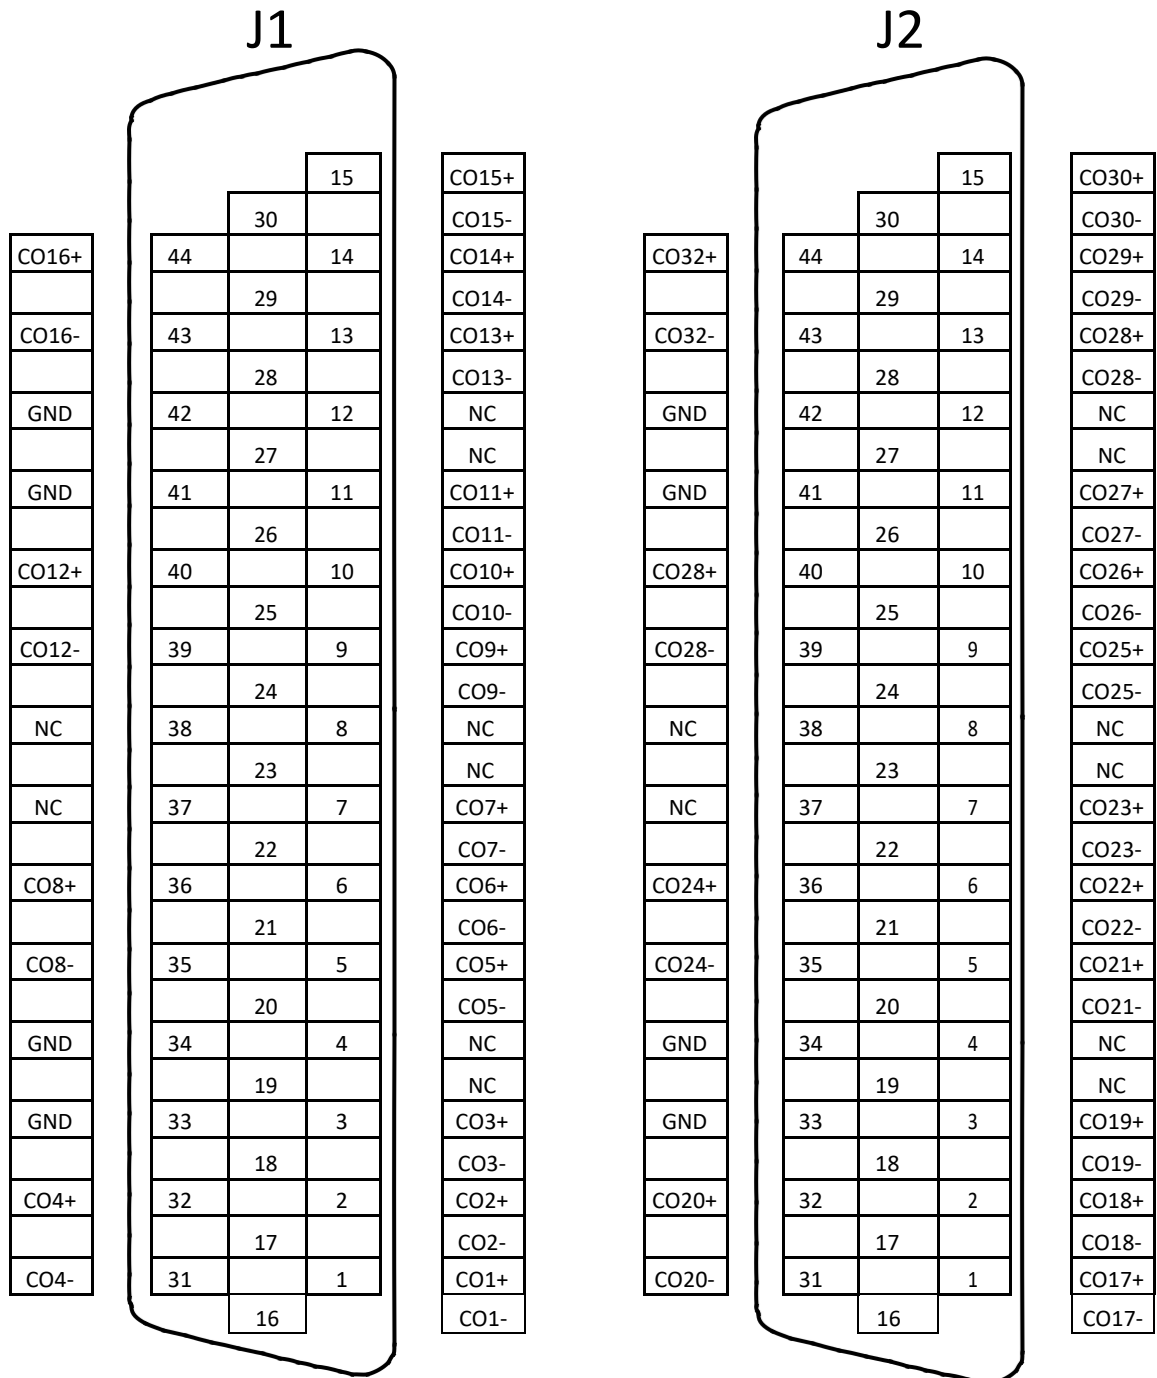 J1 J2
15 CO15+ 15 CO30+
30 CO15- 30 CO30-
CO16+ 44 14 CO14+ CO32+ 44 14 CO29+
29 CO14- 29 CO29-
CO16- 43 13 CO13+ CO32- 43 13 CO28+
28 CO13- 28 CO28-
GND 42 12 NC GND 42 12 NC
27 NC 27 NC
GND 41 11 CO11+ GND 41 11 CO27+
26 CO11- 26 CO27-
CO12+ 40 10 CO10+ CO28+ 40 10 CO26+
25 CO10- 25 CO26-
CO12- 39 9 CO9+ CO28- 39 9 CO25+
24 CO9- 24 CO25-
NC 38 8 NC NC 38 8 NC
23 NC 23 NC
NC 37 7 CO7+ NC 37 7 CO23+
22 CO7- 22 CO23-
CO8+ 36 6 CO6+ CO24+ 36 6 CO22+
21 CO6- 21 CO22-
CO8- 35 5 CO5+ CO24- 35 5 CO21+
20 CO5- 20 CO21-
GND 34 4 NC GND 34 4 NC
19 NC 19 NC
GND 33 3 CO3+ GND 33 3 CO19+
18 CO3- 18 CO19-
CO4+ 32 2 CO2+ CO20+ 32 2 CO18+
17 CO2- 17 CO18-
CO4- 31 1 CO1+ CO20- 31 1 CO17+
16 CO1- 16 CO17-